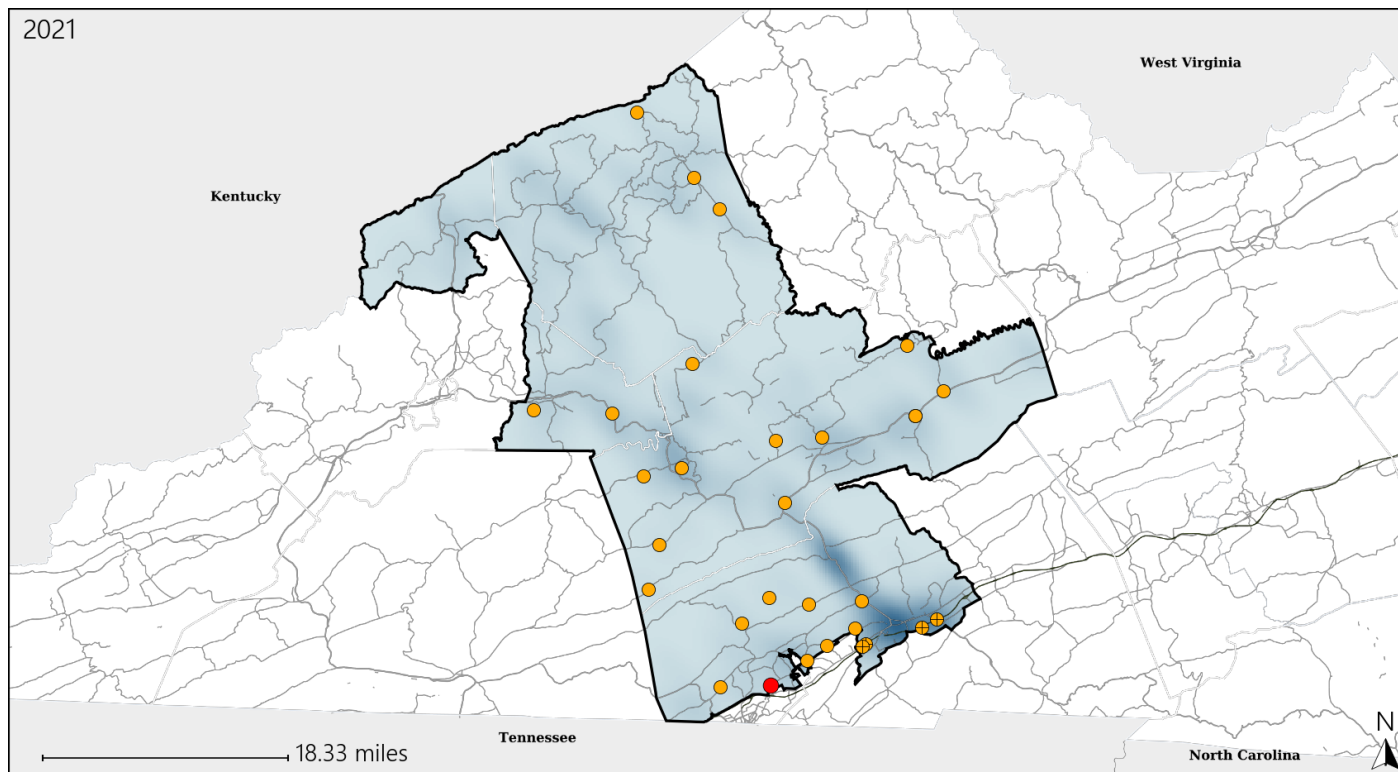 2021
West Virginia
Kentucky
Tennessee
18.33 miles
N
North Carolina